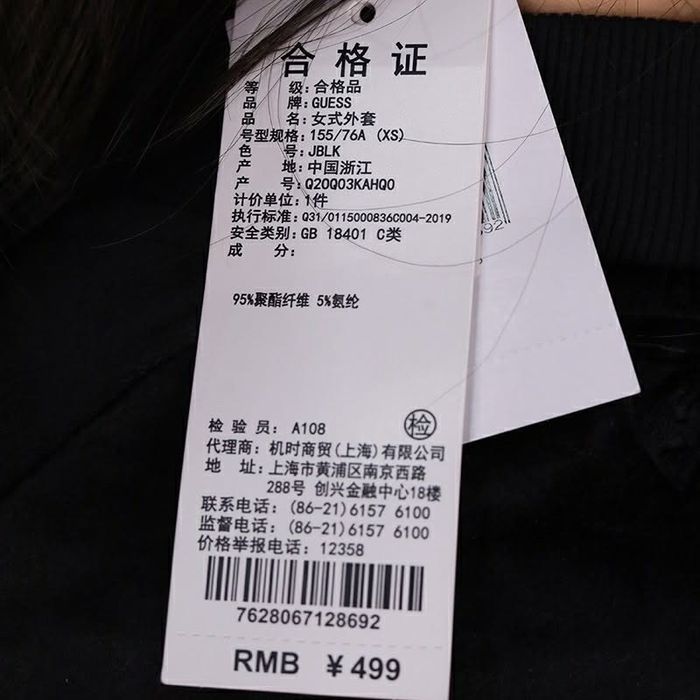 合格证
等 级:合格品
品 牌:GUESS
品 名:女式外套
号型规格:155/76A (XS)
色 号:JBLK
产 地:中国浙江
产 号:Q20Q03KAHQ0
计价单位:1件
执行标准:Q31/0115000836C004-2019
安全类别:GB 18401 C类
成 分:
95%聚酯纤维 5%氨纶
检 验 员: A108
检
代理商:机时商贸(上海)有限公司
地 址:上海市黄浦区南京西路
288号 创兴金融中心18楼
联系电话:(86-21)6157 6100
监督电话:(86-21)6157 6100
价格举报电话:12358
7628067128692
RMB ¥499
92